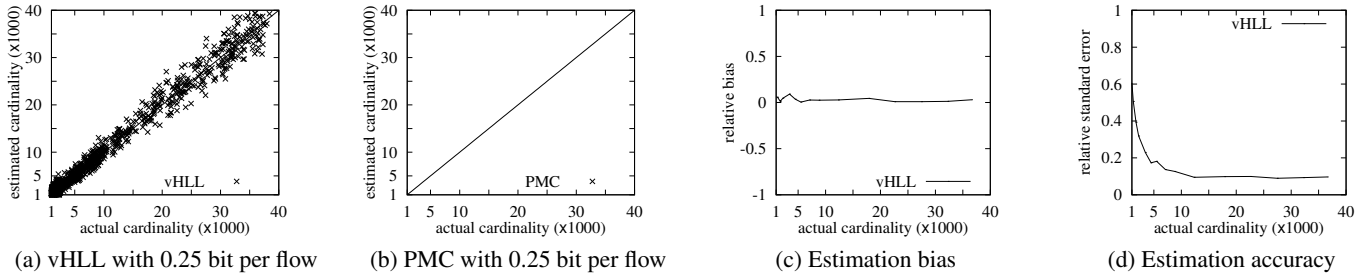 estimated cardinality (x1000)
40
30
20
10
5
1
vHLL
1 5 10 20 30 40
actual cardinality (x1000)
(a) vHLL with 0.25 bit per flow
estimated cardinality (x1000)
40
30
20
10
5
1
PMC
1 5 10 20 30 40
actual cardinality (x1000)
(b) PMC with 0.25 bit per flow
relative bias
1
0.5
0
-0.5
-1
vHLL
1 5 10 20 30 40
actual cardinality (x1000)
(c) Estimation bias
relative standard error
1
0.8
0.6
0.4
0.2
0
vHLL
1 5 10 20 30 40
actual cardinality (x1000)
(d) Estimation accuracy